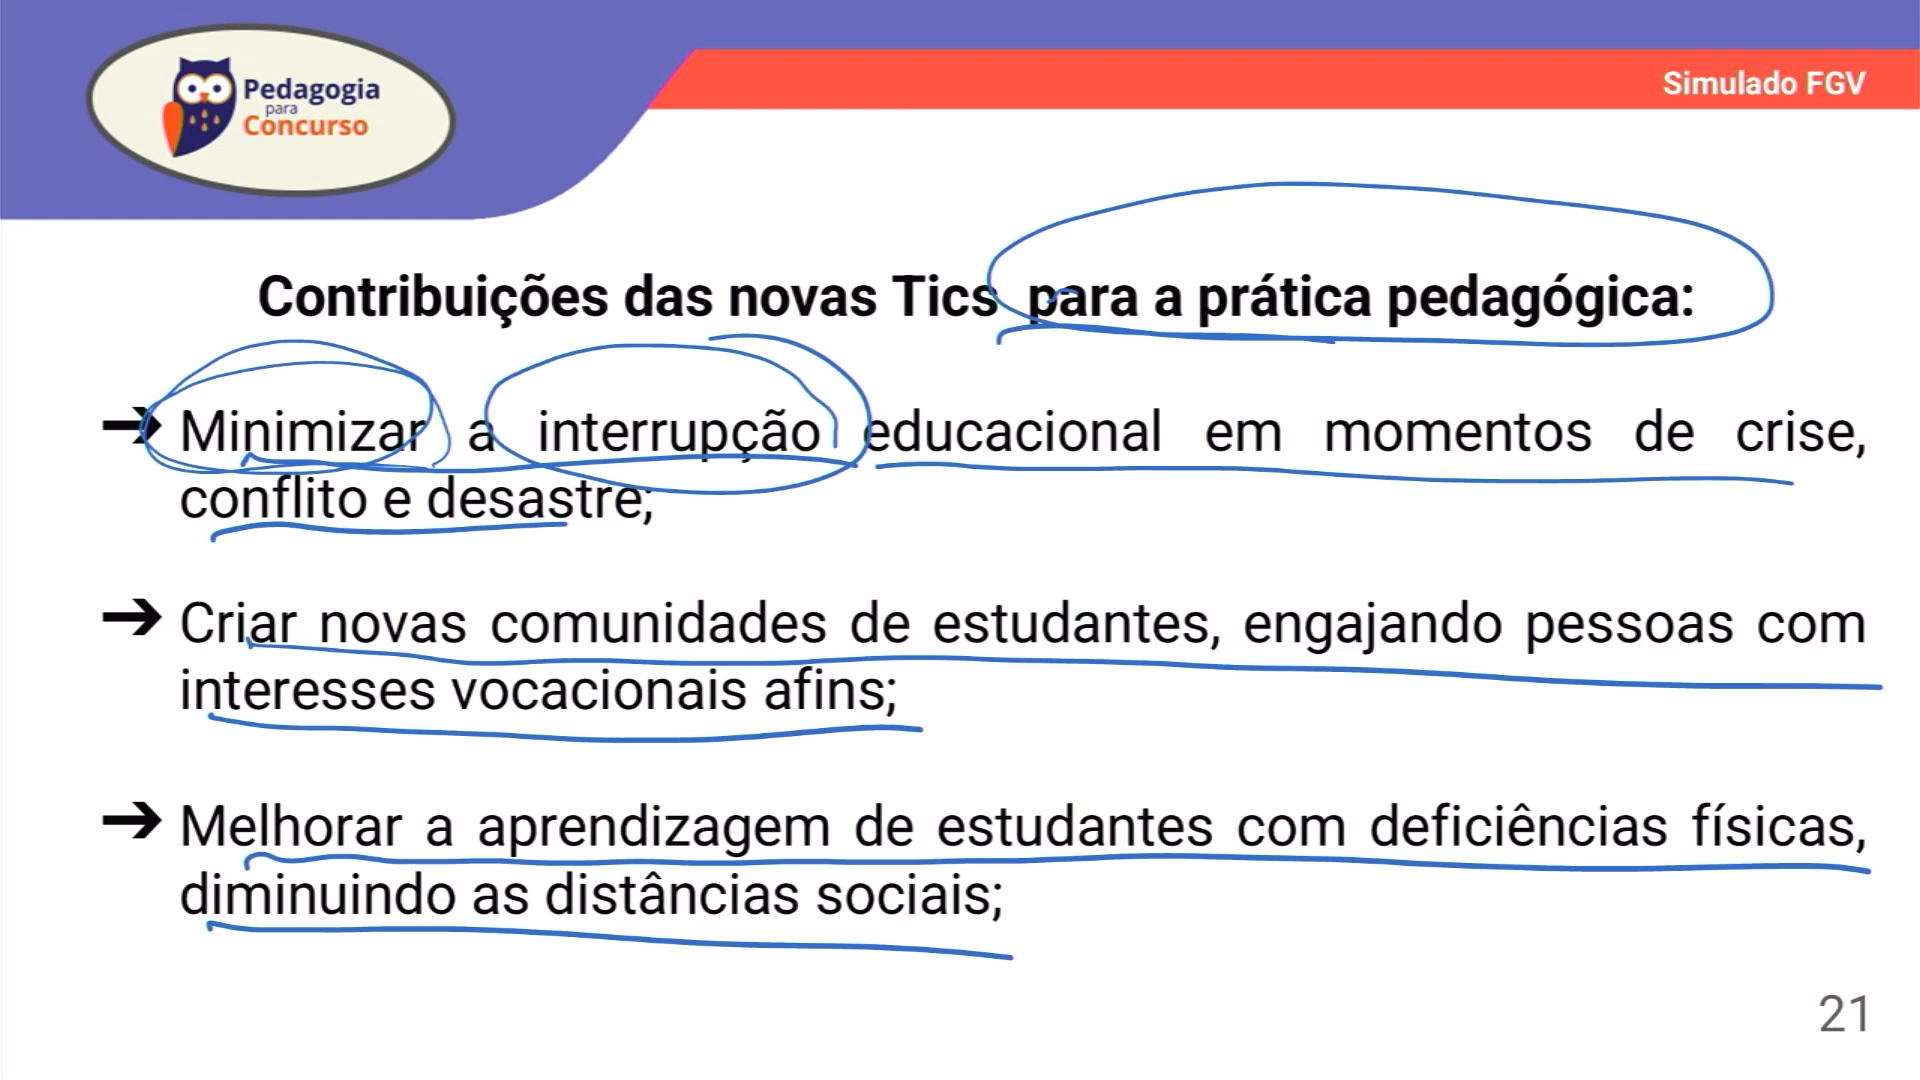 Pedagogia
para
Concurso
Simulado FGV
Contribuições das novas Tics para a prática pedagógica:
➔ Minimizar a interrupção educacional em momentos de crise,
conflito e desastre;
➔ Criar novas comunidades de estudantes, engajando pessoas com
interesses vocacionais afins;
➔ Melhorar a aprendizagem de estudantes com deficiências físicas,
diminuindo as distâncias sociais;
21